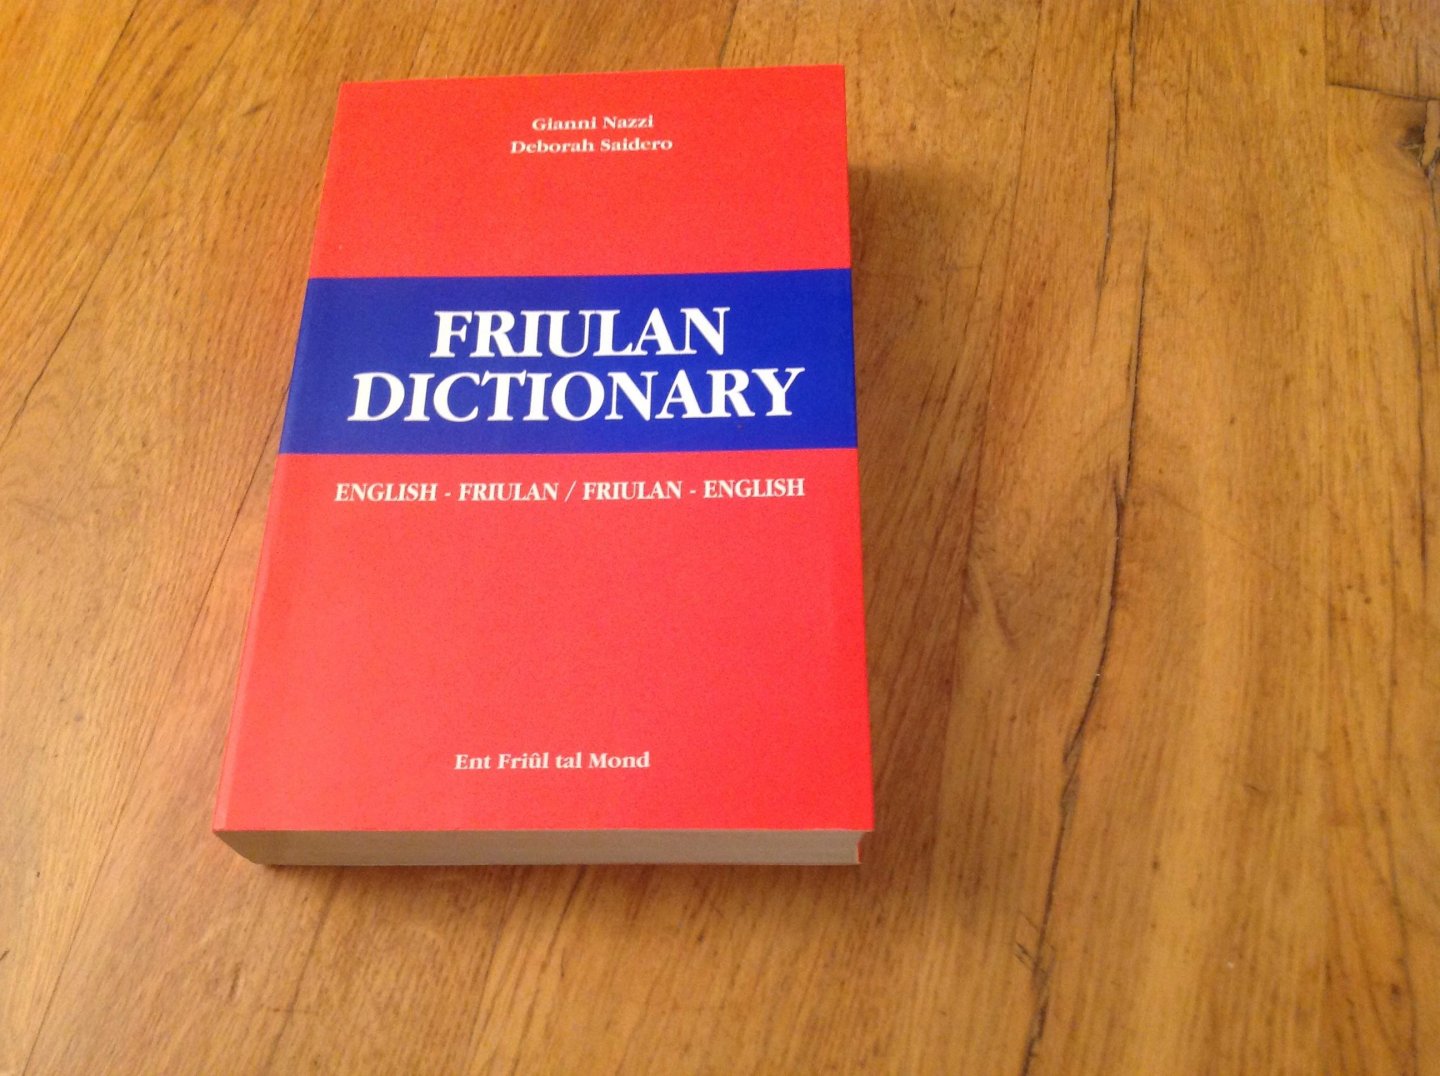 Gianni Nazzi
Deborah Saidero
FRIULAN
DICTIONARY
ENGLISH - FRIULAN / FRIULAN - ENGLISH
Ent Friûl tal Mond